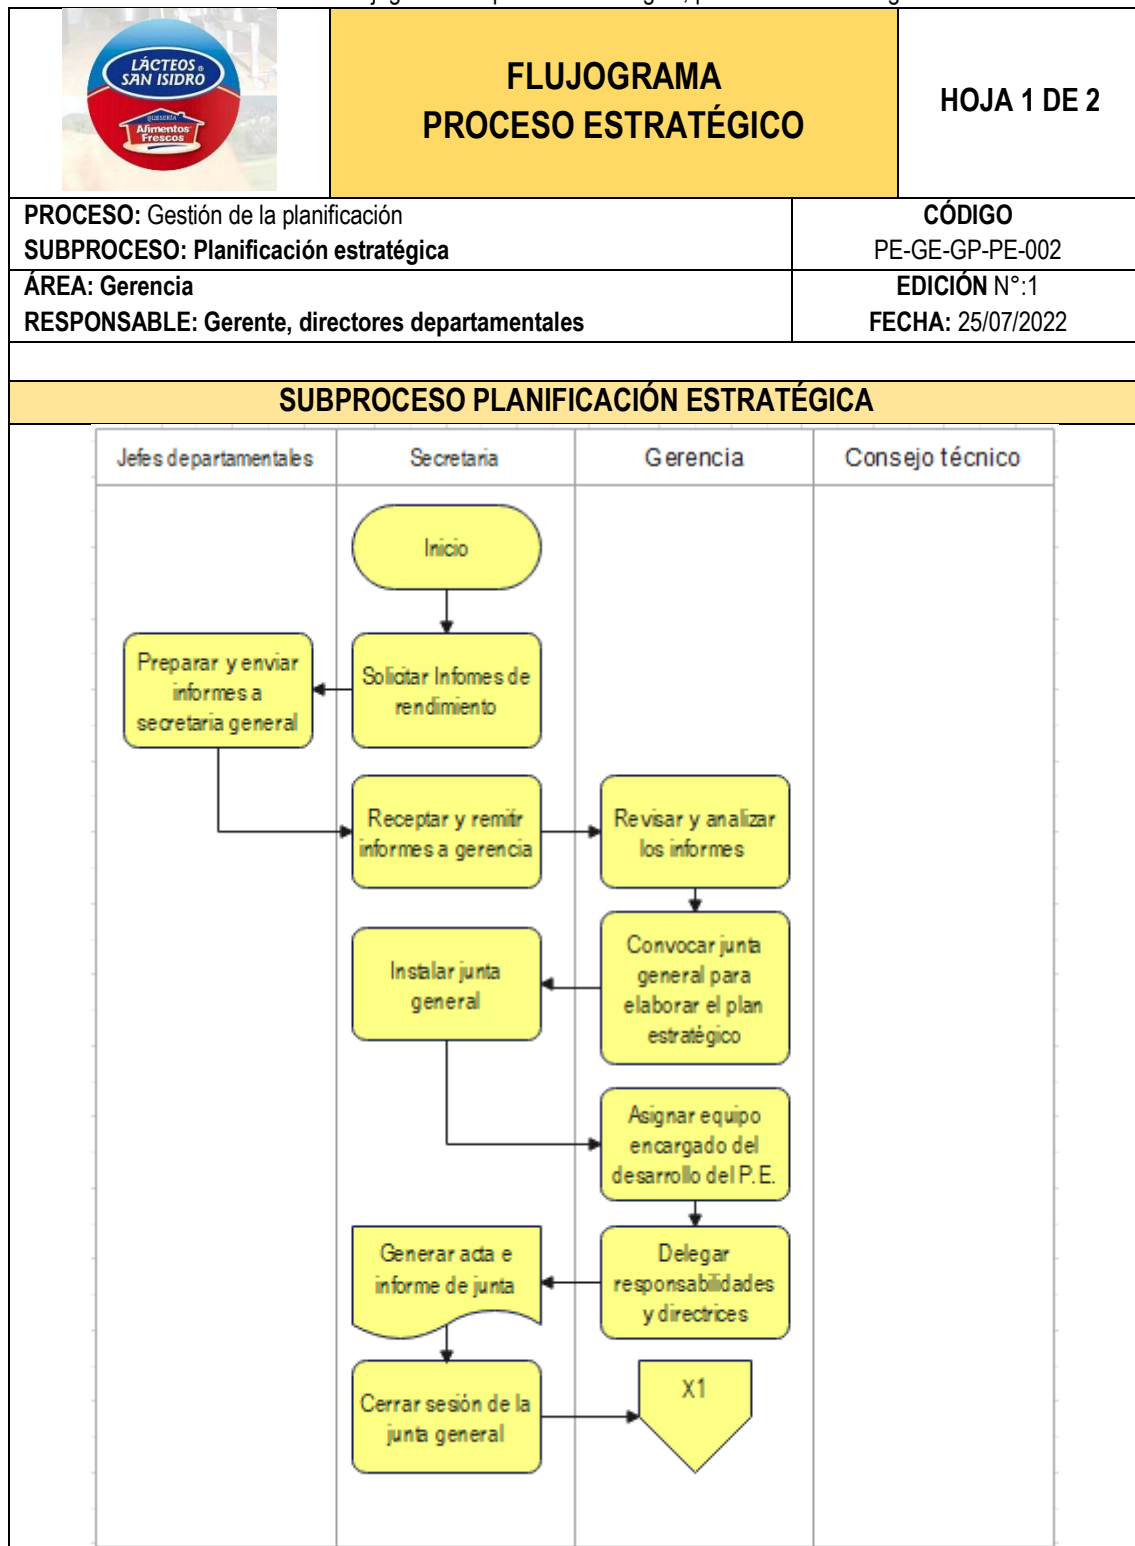 LÁCTEOS ®
SAN ISIDRO
QUESERÍA
Alimentos
Frescos
FLUJOGRAMA
PROCESO ESTRATÉGICO
HOJA 1 DE 2
PROCESO: Gestión de la planificación
SUBPROCESO: Planificación estratégica
CÓDIGO
PE-GE-GP-PE-002
ÁREA: Gerencia
RESPONSABLE: Gerente, directores departamentales
EDICIÓN N°:1
FECHA: 25/07/2022
SUBPROCESO PLANIFICACIÓN ESTRATÉGICA
Jefes departamentales
Secretaria
Gerencia
Consejo técnico
Inicio
Preparar y enviar
informes a
secretaria general
Solicitar Infomes de
rendimiento
Receptar y remitir
informes a gerencia
Revisar y analizar
los informes
Instalar junta
general
Convocar junta
general para
elaborar el plan
estratégico
Asignar equipo
encargado del
desarrollo del P.E.
Generar acta e
informe de junta
Delegar
responsabilidades
y directrices
Cerrar sesión de la
junta general
X1